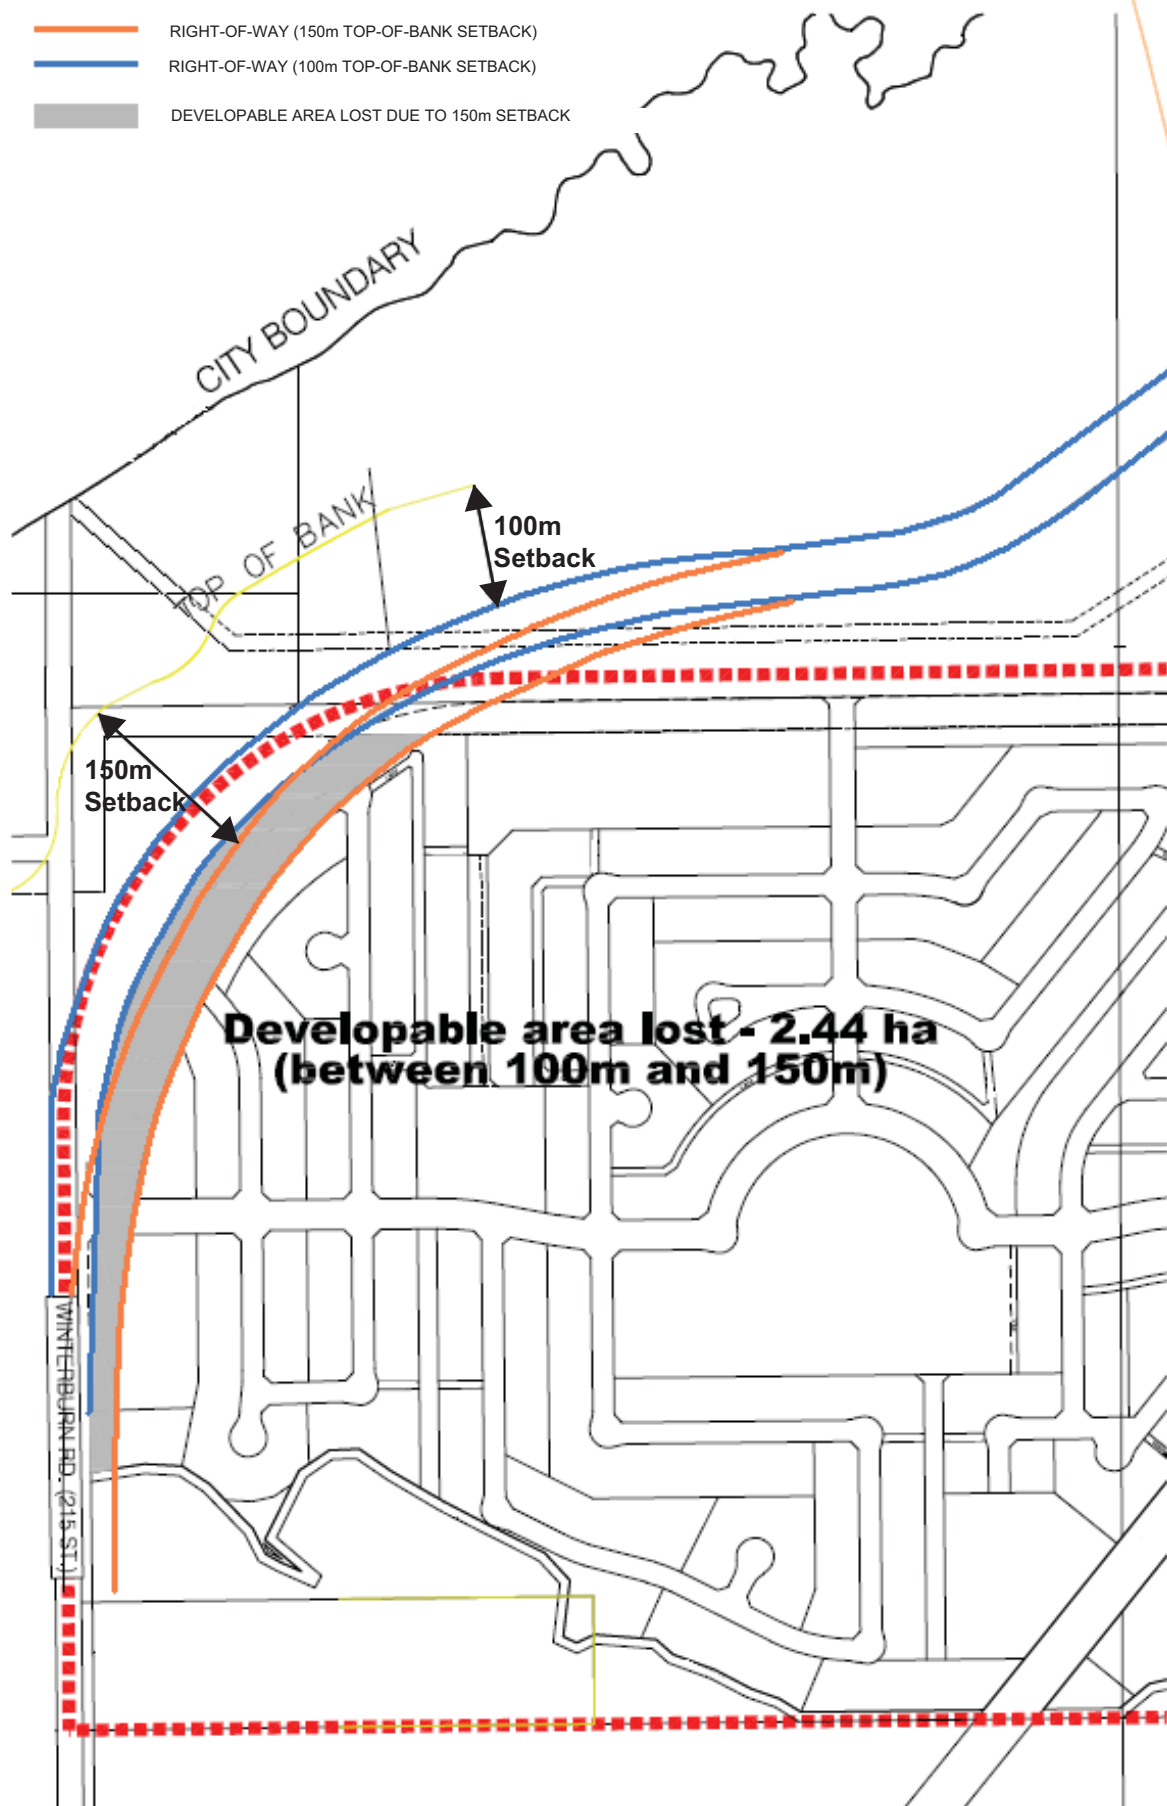 RIGHT-OF-WAY (150m TOP-OF-BANK SETBACK)
RIGHT-OF-WAY (100m TOP-OF-BANK SETBACK)
DEVELOPABLE AREA LOST DUE TO 150m SETBACK
CITY BOUNDARY
TOP OF BANK
100m
Setback
150m
Setback
Developable area lost - 2.44 ha
(between 100m and 150m)
WINTERBURN RD. (215 ST.)